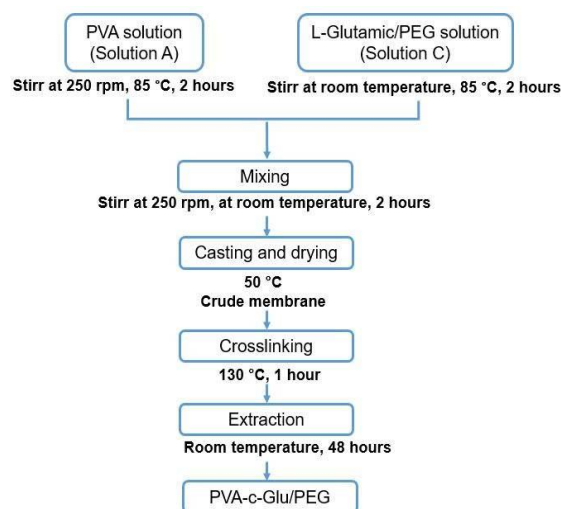 PVA solution
(Solution A)
L-Glutamic/PEG solution
(Solution C)
Stirr at 250 rpm, 85 °C, 2 hours
Stirr at room temperature, 85 °C, 2 hours
Mixing
Stirr at 250 rpm, at room temperature, 2 hours
Casting and drying
50 °C
Crude membrane
Crosslinking
130 °C, 1 hour
Extraction
Room temperature, 48 hours
PVA-c-Glu/PEG